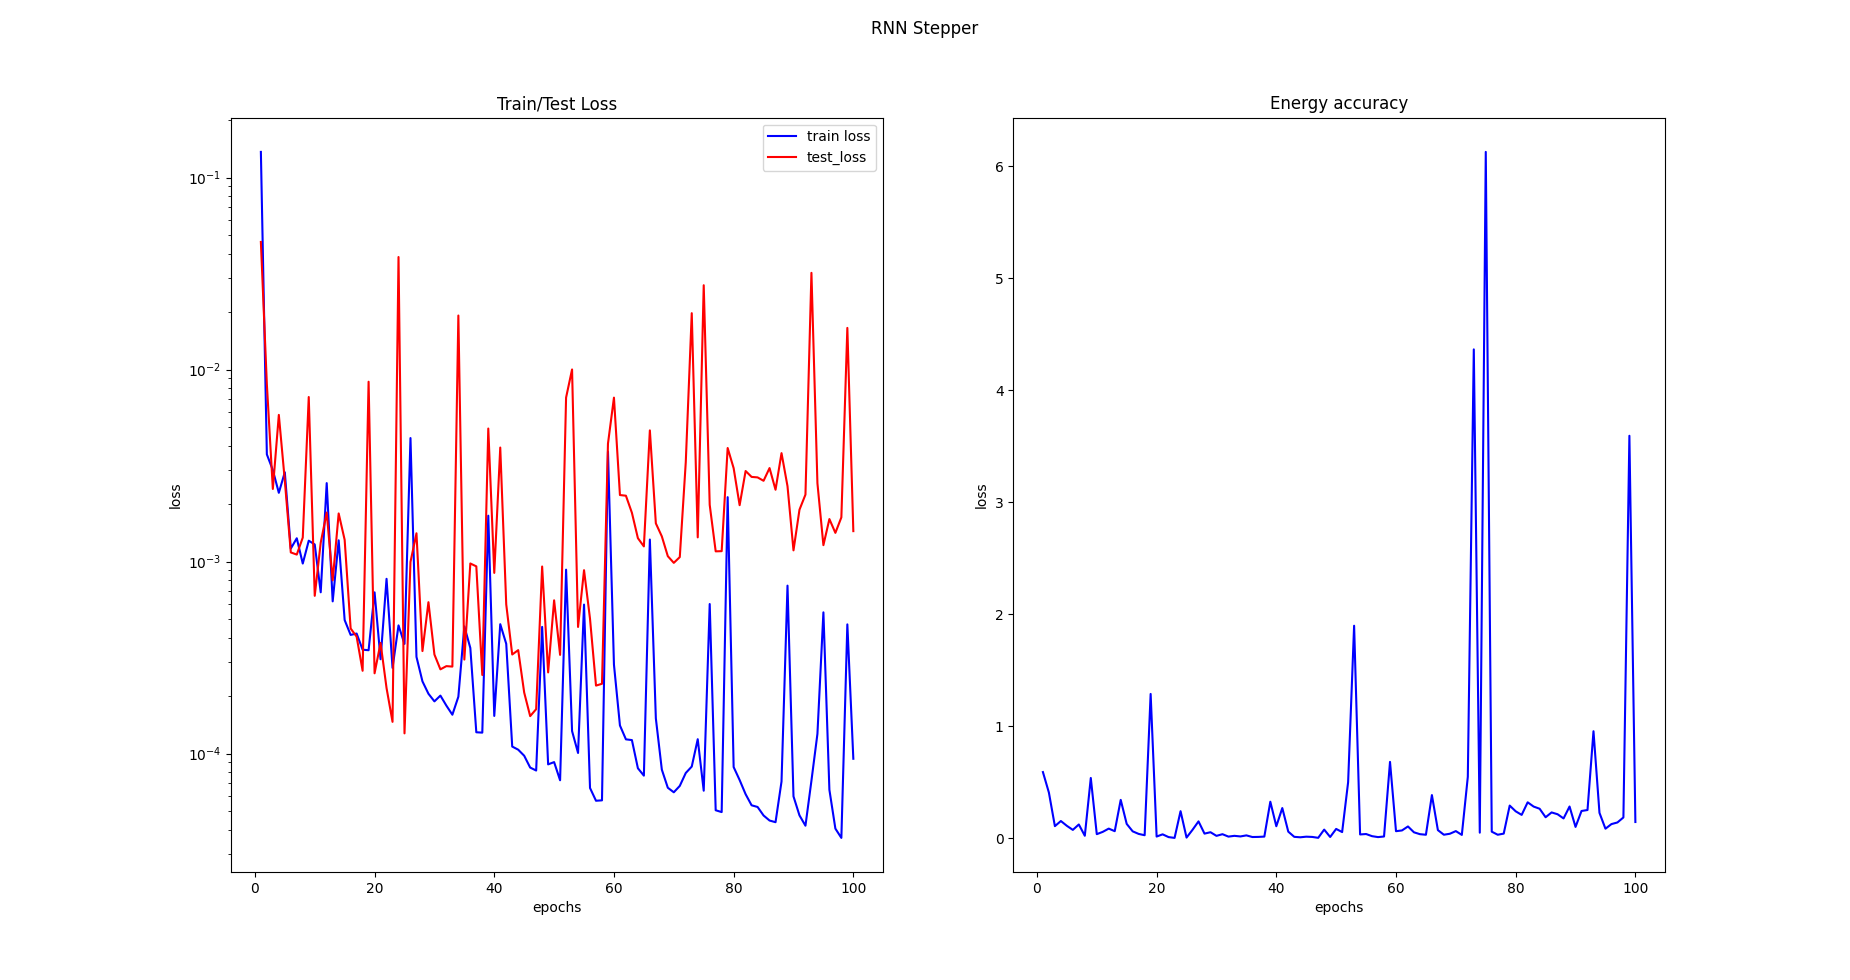 RNN Stepper
Train/Test Loss
train loss
test_loss
10⁻¹
10⁻²
10⁻³
10⁻⁴
loss
0 20 40 60 80 100
epochs
Energy accuracy
6
5
4
3
2
1
0
loss
0 20 40 60 80 100
epochs